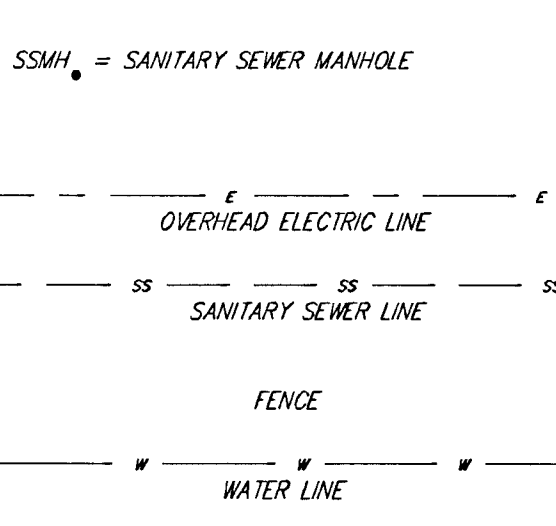 SSMH = SANITARY SEWER MANHOLE
E E
OVERHEAD ELECTRIC LINE
SS SS SS
SANITARY SEWER LINE
FENCE
W W W
WATER LINE